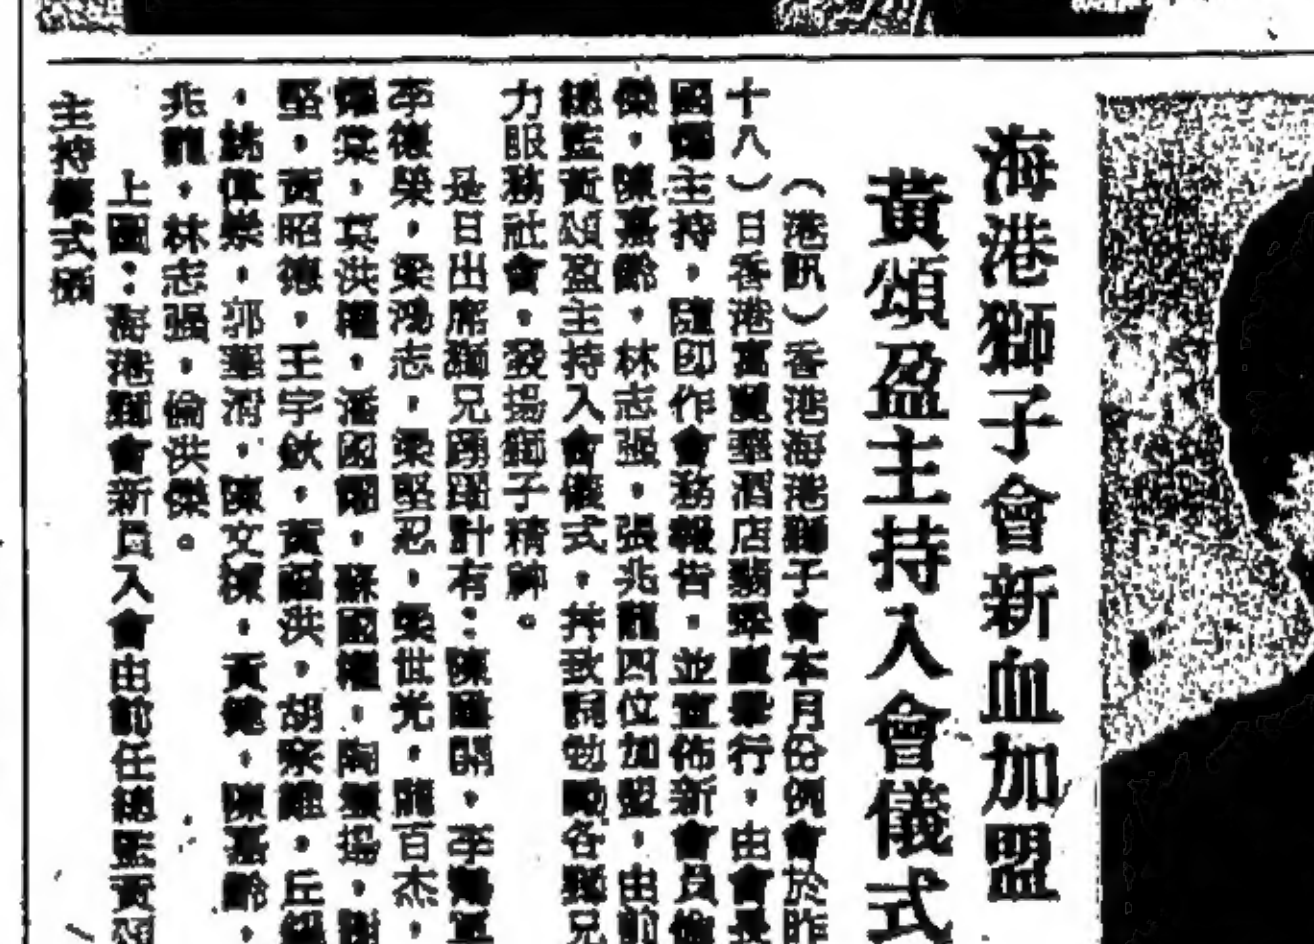 海港獅子會新血加盟
黃頌盈主持入會儀式
（港訊）香港海港獅子會本月份例會於昨
十八）日香港富麗華酒店翡翠廳舉行，由會長
主持，隨即作會務報告，並宣佈新會員倫
傑，陳嘉齡，林志强，張兆龍四位加盟，由前
總監黃頌盈主持入會儀式，并致詞勉勵各獅兄
力服務社會，發揚獅子精神。
是日出席獅兄踴躍計有：陳
李德榮，梁鴻志，梁堅忍，梁世光，龍百杰，
棠，莫洪權，潘國，蘇國權，陶揚，謝
堅，黃昭德，王宇欽，黃洪，胡家雄，丘
，姚偉崇，郭華，陳文棟，黃，陳嘉齡，
兆龍，林志强，倫洪傑。
上圖：海港獅會新員入會由前任總監黃頌
主持儀式攝